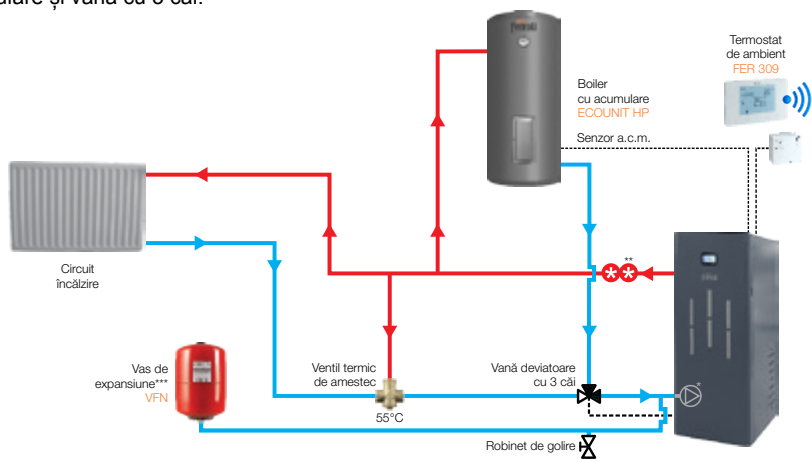 ulare și vană cu 3 căi.
Termostat
de ambient
FER 309
Boiler
cu acumulare
ECOUNIT HP
Senzor a.c.m.
**
Circuit
încălzire
Vas de
expansiune***
VFN
Ventil termic
de amestec
55°C
Vană deviatoare
cu 3 căi
*
Robinet de golire